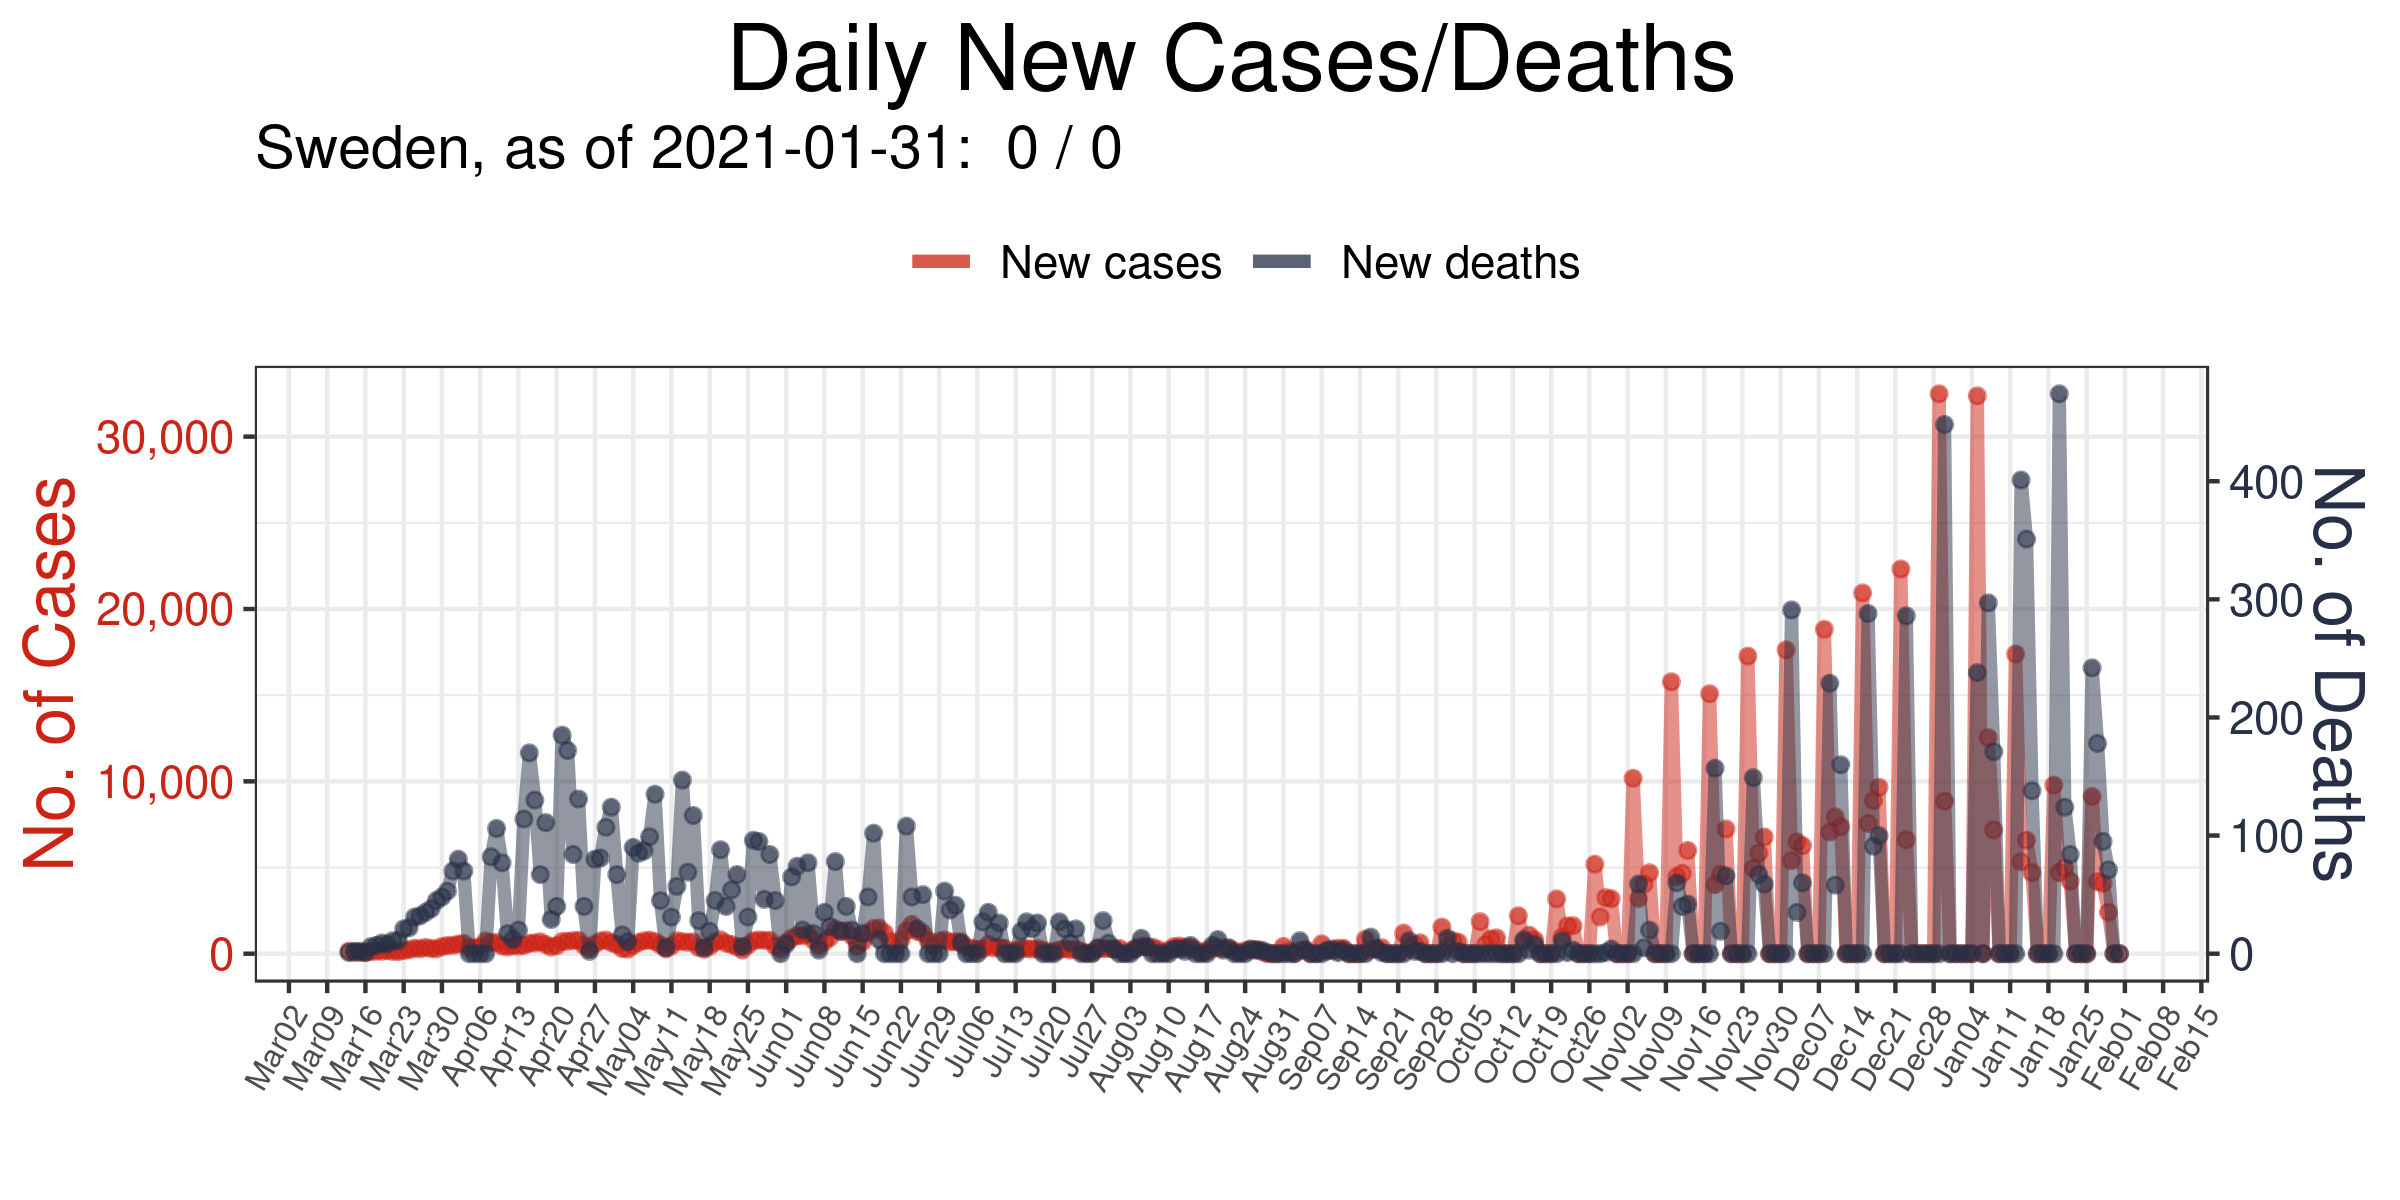 Daily New Cases/Deaths
Sweden, as of 2021-01-31:  0 / 0
New cases
New deaths
No. of Cases
30,000
20,000
10,000
0
400
300
200
100
0
No. of Deaths
Mar02
Mar09
Mar16
Mar23
Mar30
Apr06
Apr13
Apr20
Apr27
May04
May11
May18
May25
Jun01
Jun08
Jun15
Jun22
Jun29
Jul06
Jul13
Jul20
Jul27
Aug03
Aug10
Aug17
Aug24
Aug31
Sep07
Sep14
Sep21
Sep28
Oct05
Oct12
Oct19
Oct26
Nov02
Nov09
Nov16
Nov23
Nov30
Dec07
Dec14
Dec21
Dec28
Dec04
Jan11
Jan18
Jan25
Jan25
Feb01
Feb08
Feb15